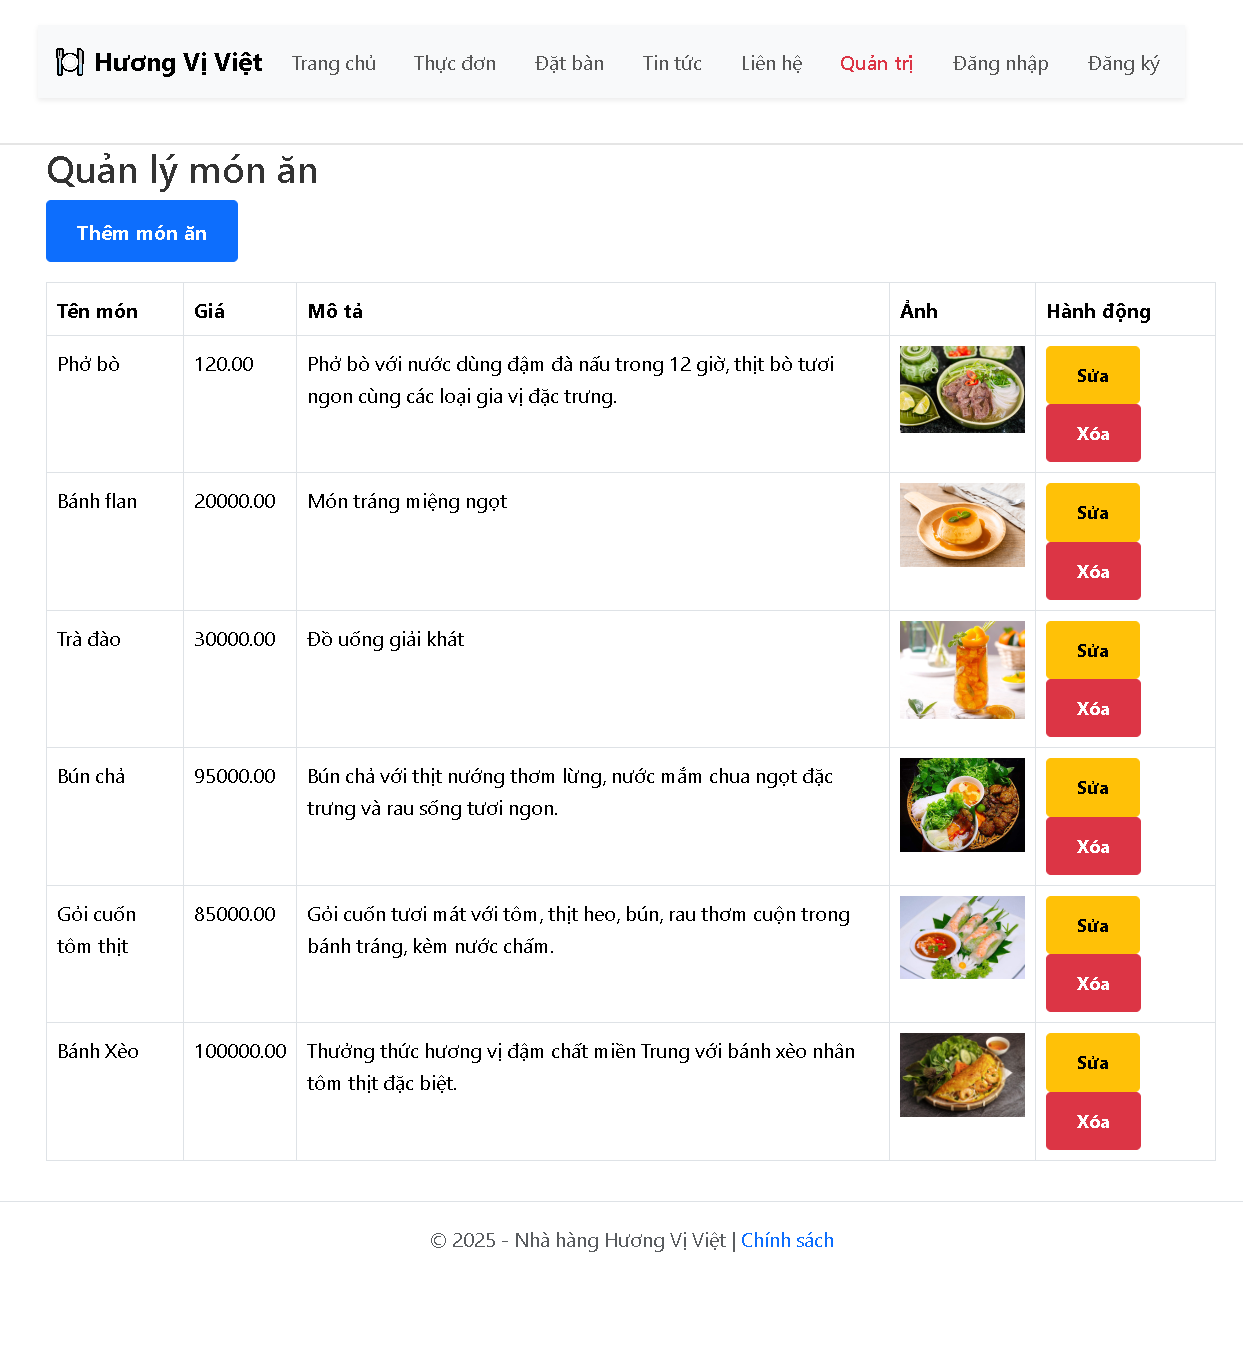 Hương Vị Việt Trang chủ Thực đơn Đặt bàn Tin tức Liên hệ Quản trị Đăng nhập Đăng ký
Quản lý món ăn
Thêm món ăn
Tên món Giá Mô tả Ảnh Hành động
Phở bò 120.00 Phở bò với nước dùng đậm đà nấu trong 12 giờ, thịt bò tươi
ngon cùng các loại gia vị đặc trưng.
Sửa
Xóa
Bánh flan 20000.00 Món tráng miệng ngọt
Sửa
Xóa
Trà đào 30000.00 Đồ uống giải khát
Sửa
Xóa
Bún chả 95000.00 Bún chả với thịt nướng thơm lừng, nước mắm chua ngọt đặc
trưng và rau sống tươi ngon.
Sửa
Xóa
Gỏi cuốn 85000.00 Gỏi cuốn tươi mát với tôm, thịt heo, bún, rau thơm cuộn trong
tôm thịt bánh tráng, kèm nước chấm.
Sửa
Xóa
Bánh Xèo 100000.00 Thưởng thức hương vị đậm chất miền Trung với bánh xèo nhân
tôm thịt đặc biệt.
Sửa
Xóa
© 2025 - Nhà hàng Hương Vị Việt | Chính sách